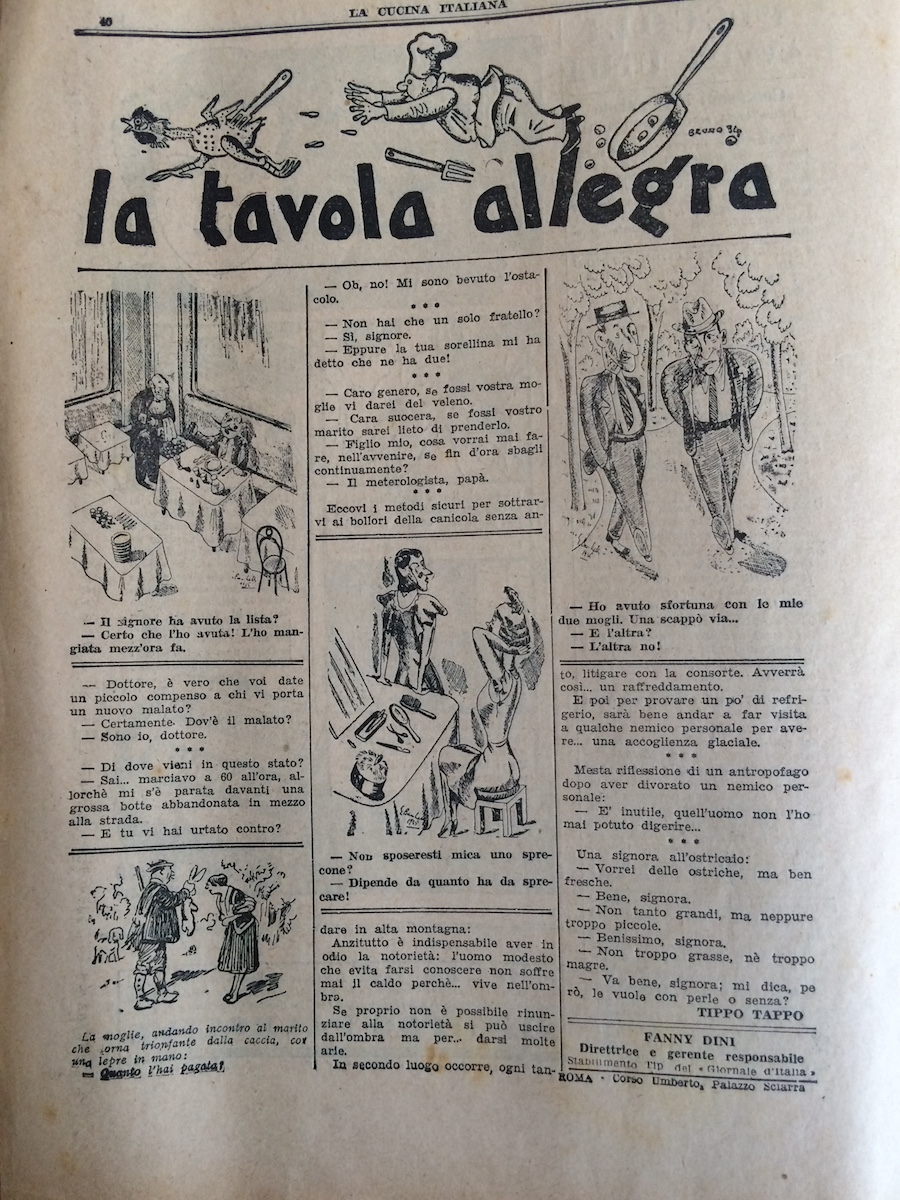 40
LA CUCINA ITALIANA
la tavola allegra
— Il signore ha avuto la lista?
— Certo che l'ho avuta! L'ho man-
giata mezz'ora fa.
— Dottore, è vero che voi date
un piccolo compenso a chi vi porta
un nuovo malato?
— Certamente. Dov'è il malato?
— Sono io, dottore.
* * *
— Di dove vieni in questo stato?
— Sai... marciavo a 60 all'ora, al-
lorchè mi s'è parata davanti una
grossa botte abbandonata in mezzo
alla strada.
— E tu vi hai urtato contro?
La moglie, andando incontro al marito
che torna trionfante dalla caccia, con
una lepre in mano:
— Quanto l'hai pagata?
— Oh, no! Mi sono bevuto l'osta-
colo.
* * *
— Non hai che un solo fratello?
— Sì, signore.
— Eppure la tua sorellina mi ha
detto che ne ha due!
* * *
— Caro genero, se fossi vostra mo-
glie vi darei del veleno.
— Cara suocera, se fossi vostro
marito sarei lieto di prenderlo.
— Figlio mio, cosa vorrai mai fa-
re, nell'avvenire, se fin d'ora sbagli
continuamente?
— Il meterologista, papà.
* * *
Eccovi i metodi sicuri per sottrar-
vi ai bollori della canicola senza an-
— Non sposeresti mica uno spre-
cone?
— Dipende da quanto ha da spre-
care!
dare in alta montagna:
Anzitutto è indispensabile aver in
odio la notorietà: l'uomo modesto
che evita farsi conoscere non soffre
mai il caldo perchè... vive nell'om-
bra.
Se proprio non è possibile rinun-
ziare alla notorietà si può uscire
dall'ombra ma per... darsi molte
arie.
In secondo luogo occorre, ogni tan-
— Ho avuto sfortuna con le mie
due mogli. Una scappò via...
— E l'altra?
— L'altra no!
to, litigare con la consorte. Avverrà
così... un raffreddamento.
E poi per provare un po' di refri-
gerio, sarà bene andar a far visita
a qualche nemico personale per ave-
re... una accoglienza glaciale.
* * *
Mesta riflessione di un antropofago
dopo aver divorato un nemico per-
sonale:
— E' inutile, quell'uomo non l'ho
mai potuto digerire...
* * *
Una signora all'ostricaio:
— Vorrei delle ostriche, ma ben
fresche.
— Bene, signora.
— Non tanto grandi, ma neppure
troppo piccole.
— Benissimo, signora.
— Non troppo grasse, nè troppo
magre.
— Va bene, signora; mi dica, pe
rò, le vuole con perle o senza?
TIPPO TAPPO
FANNY DINI
Direttrice e gerente responsabile
Stabilimento Tip del « Giornale d'Italia »
ROMA - Corso Umberto, Palazzo Sciarra